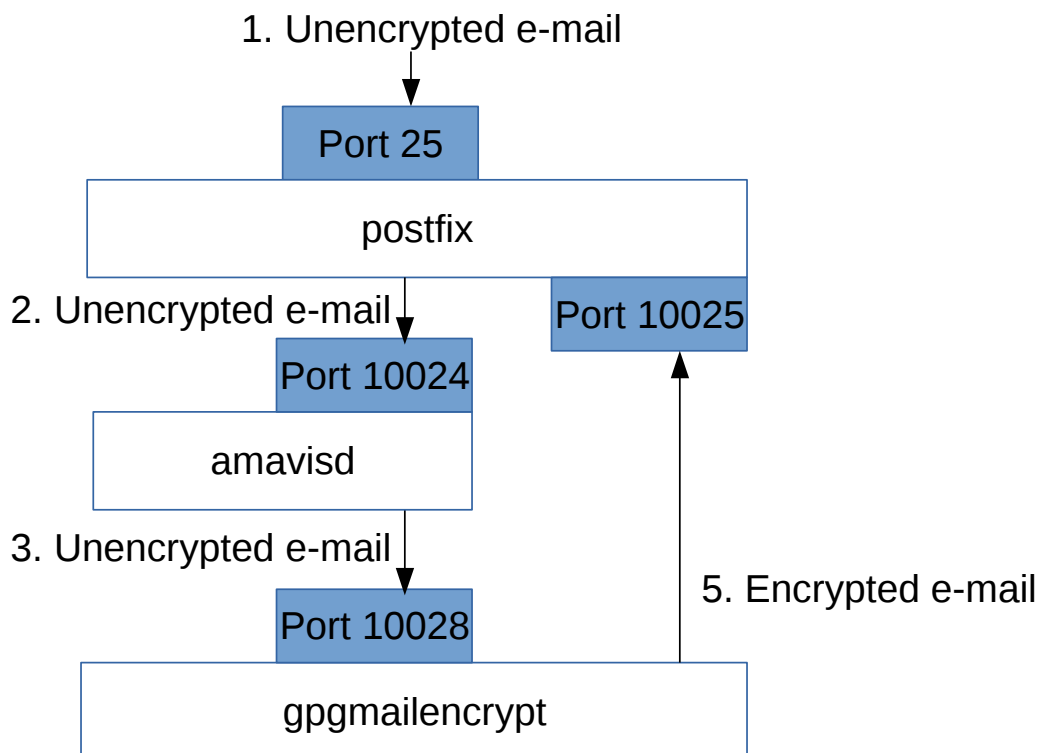 1. Unencrypted e-mail
Port 25
postfix
2. Unencrypted e-mail
Port 10025
Port 10024
amavisd
3. Unencrypted e-mail
5. Encrypted e-mail
Port 10028
gpgmailencrypt